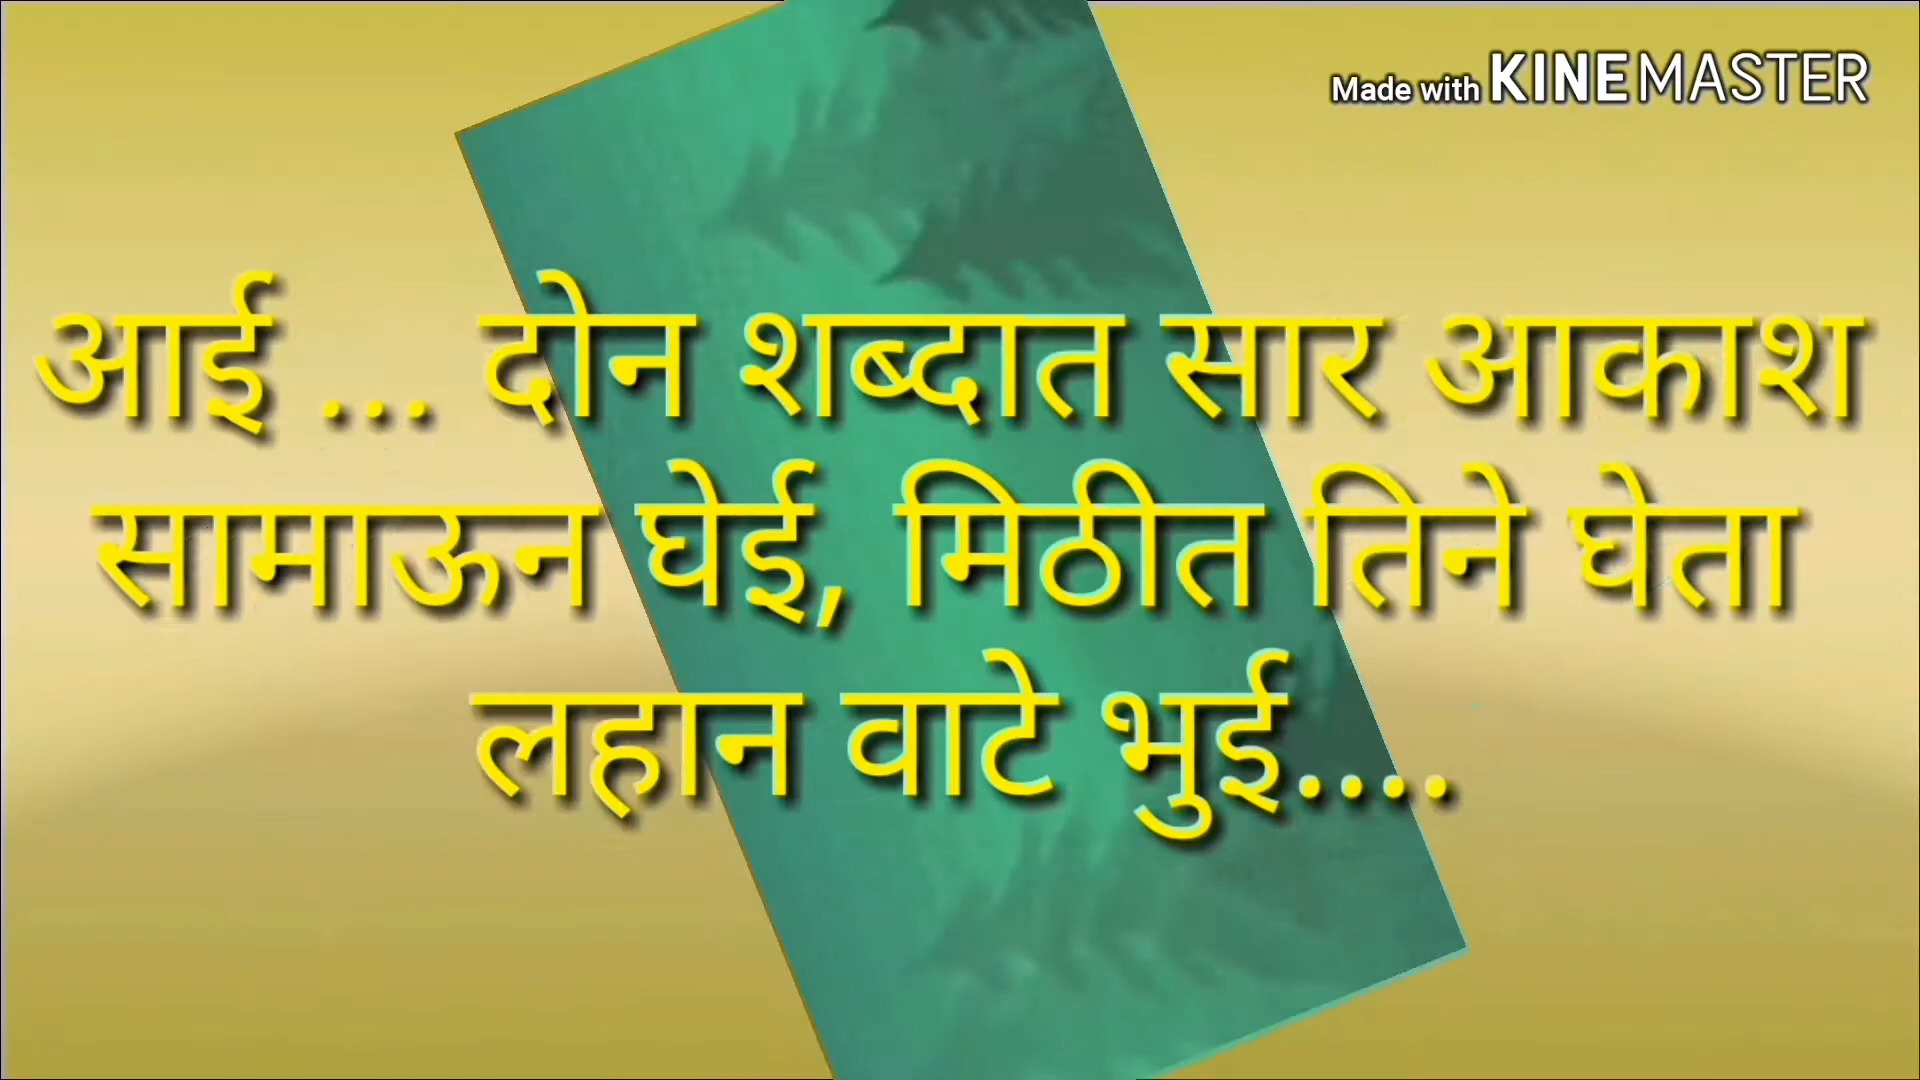 Made with KINEMASTER
आई ... दोन शब्दात सार आकाश
सामाऊन घेई, मिठीत तिने घेता
लहान वाटे भुई....